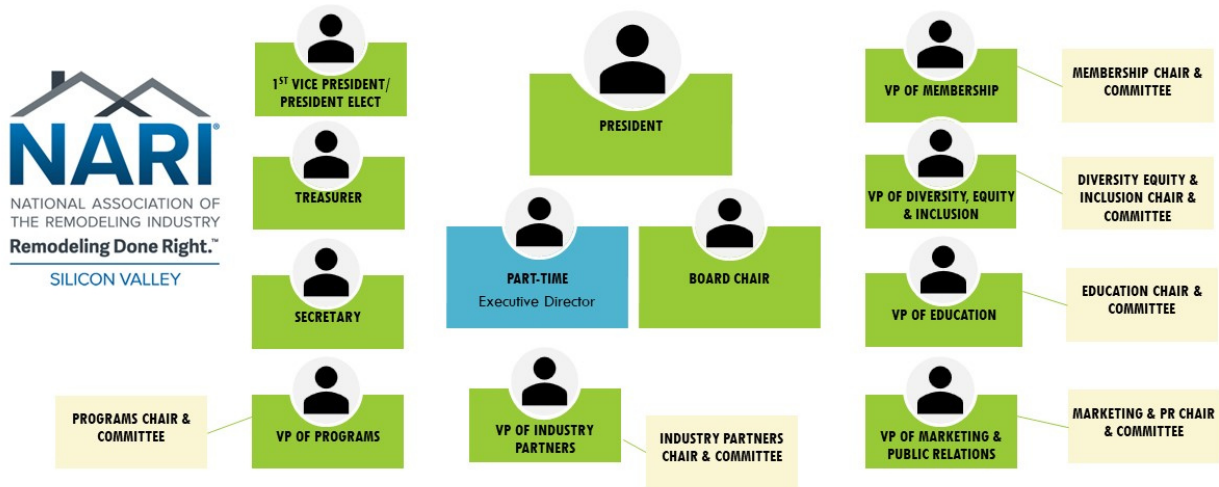 NARI®
NATIONAL ASSOCIATION OF
THE REMODELING INDUSTRY
Remodeling Done Right.™
SILICON VALLEY
1ST VICE PRESIDENT/
PRESIDENT ELECT
TREASURER
SECRETARY
PROGRAMS CHAIR &
COMMITTEE
VP OF PROGRAMS
PRESIDENT
PART-TIME
Executive Director
BOARD CHAIR
VP OF INDUSTRY
PARTNERS
INDUSTRY PARTNERS
CHAIR & COMMITTEE
VP OF MEMBERSHIP
MEMBERSHIP CHAIR &
COMMITTEE
VP OF DIVERSITY, EQUITY
& INCLUSION
DIVERSITY EQUITY &
INCLUSION CHAIR &
COMMITTEE
VP OF EDUCATION
EDUCATION CHAIR &
COMMITTEE
VP OF MARKETING &
PUBLIC RELATIONS
MARKETING & PR CHAIR
& COMMITTEE